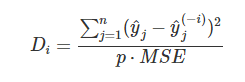 $$D_i = \frac{\sum_{j=1}^{n} (\hat{y}_j - \hat{y}_j^{(-i)})^2}{p \cdot MSE}$$